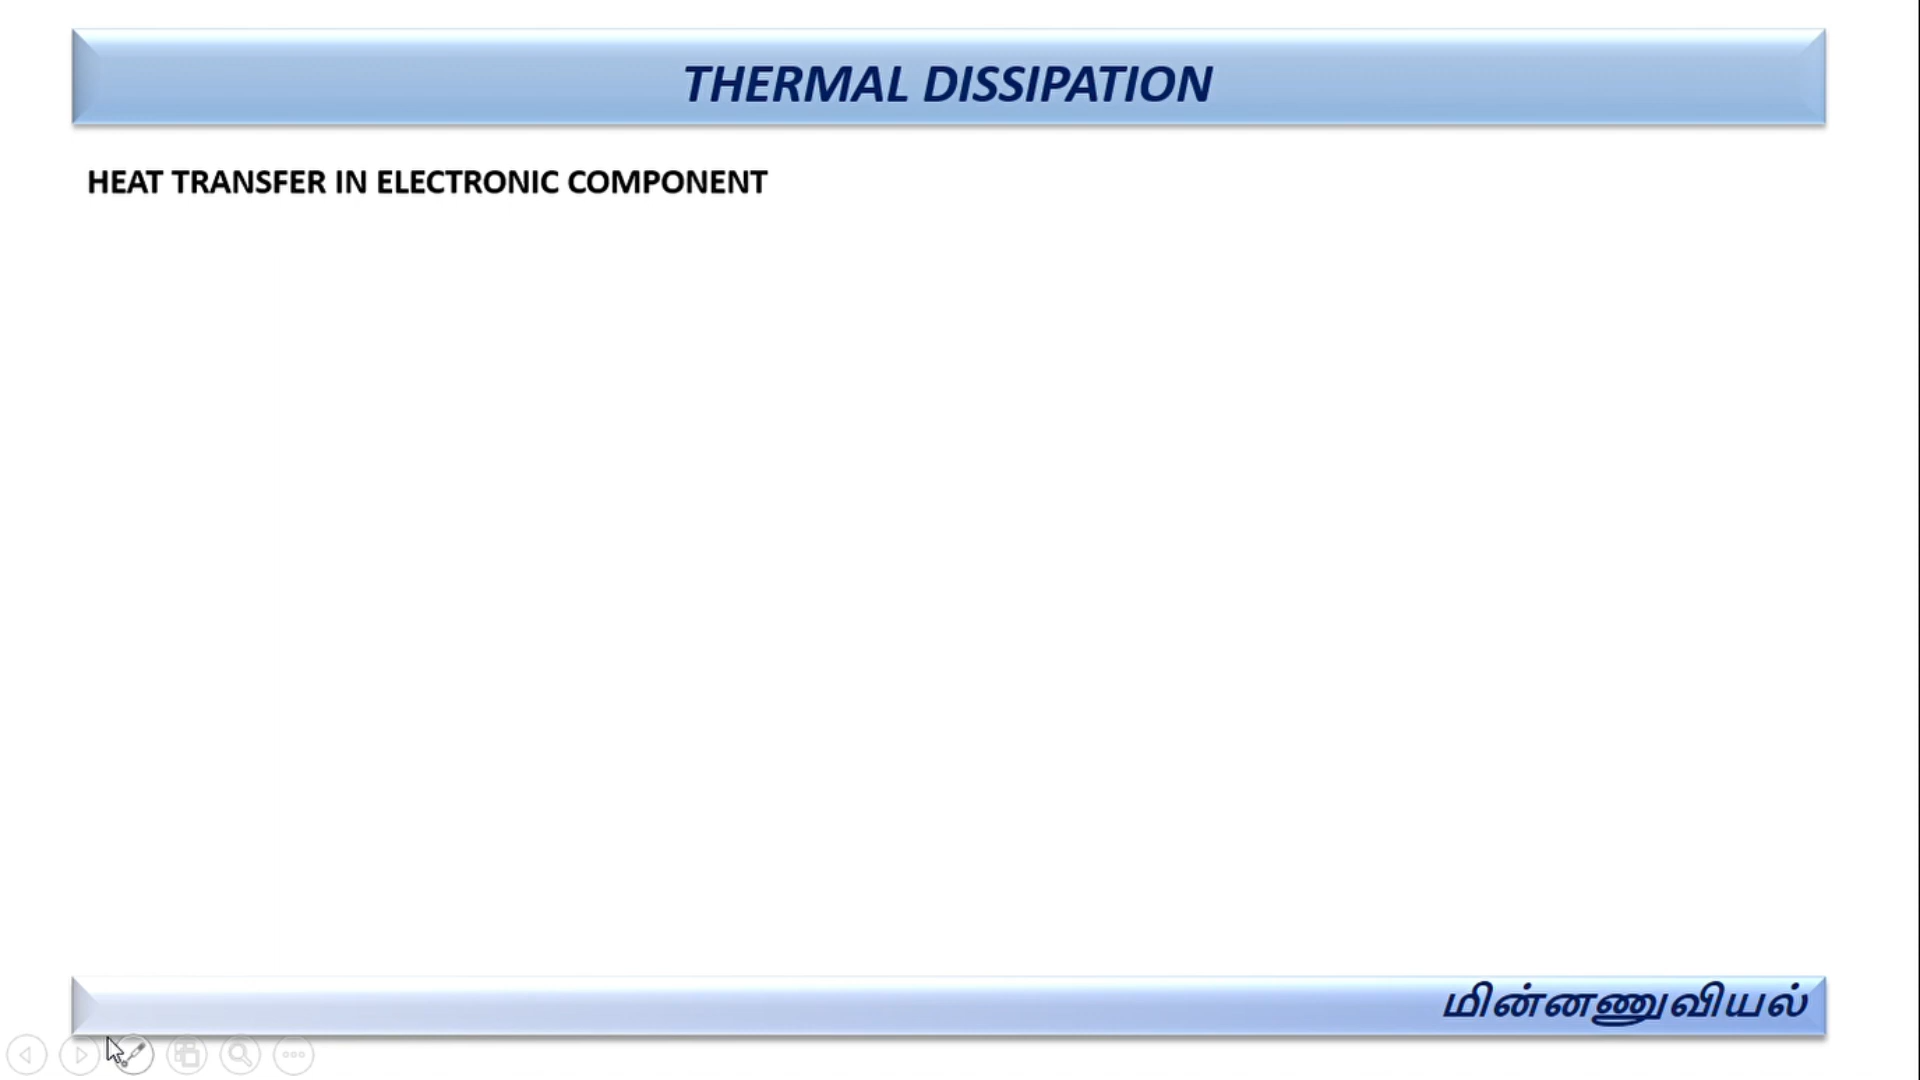 THERMAL DISSIPATION
HEAT TRANSFER IN ELECTRONIC COMPONENT
மின்னணுவியல்